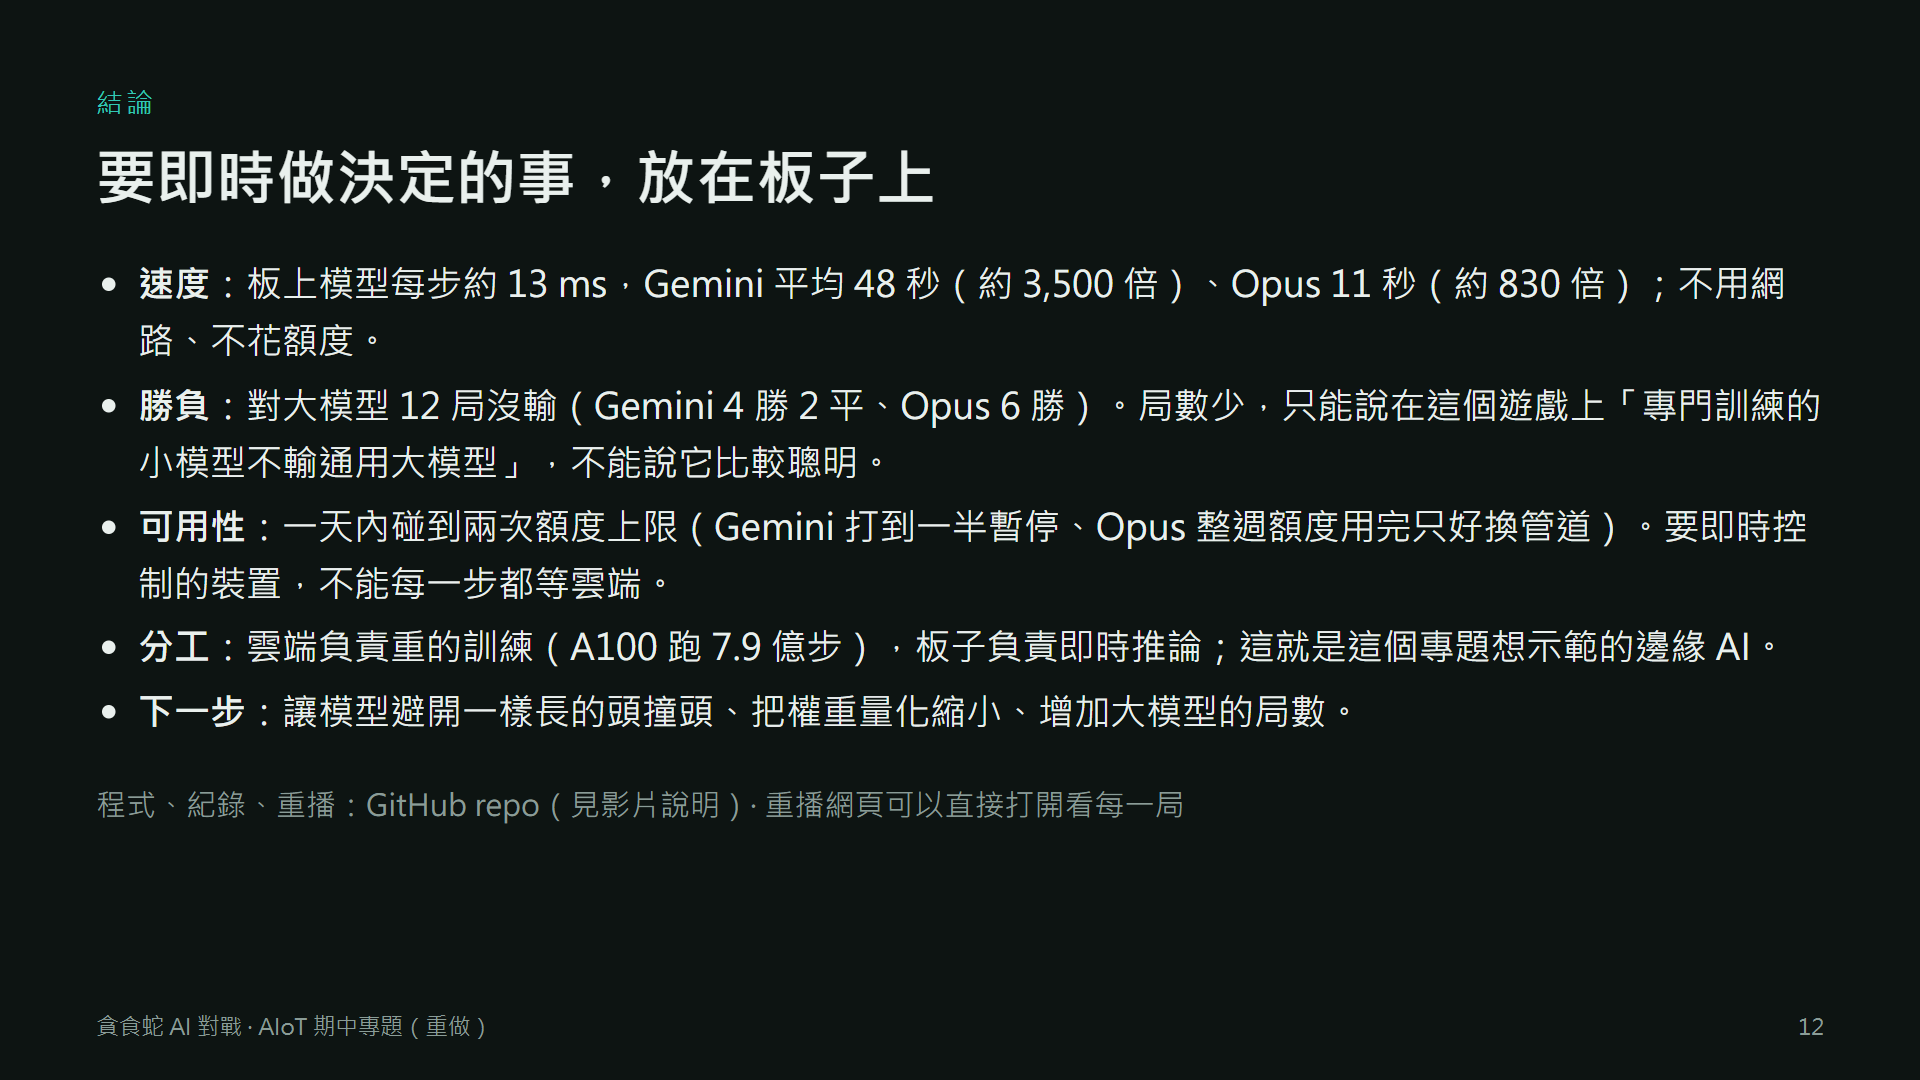 結論
要即時做決定的事，放在板子上
• 速度：板上模型每步約 13 ms，Gemini 平均 48 秒（約 3,500 倍）、Opus 11 秒（約 830 倍）；不用網
路、不花額度。
• 勝負：對大模型 12 局沒輸（Gemini 4 勝 2 平、Opus 6 勝）。局數少，只能說在這個遊戲上「專門訓練的
小模型不輸通用大模型」，不能說它比較聰明。
• 可用性：一天內碰到兩次額度上限（Gemini 打到一半暫停、Opus 整週額度用完只好換管道）。要即時控
制的裝置，不能每一步都等雲端。
• 分工：雲端負責重的訓練（A100 跑 7.9 億步），板子負責即時推論；這就是這個專題想示範的邊緣 AI。
• 下一步：讓模型避開一樣長的頭撞頭、把權重量化縮小、增加大模型的局數。
程式、紀錄、重播：GitHub repo（見影片說明）· 重播網頁可以直接打開看每一局
貪食蛇 AI 對戰 · AIoT 期中專題（重做）
12